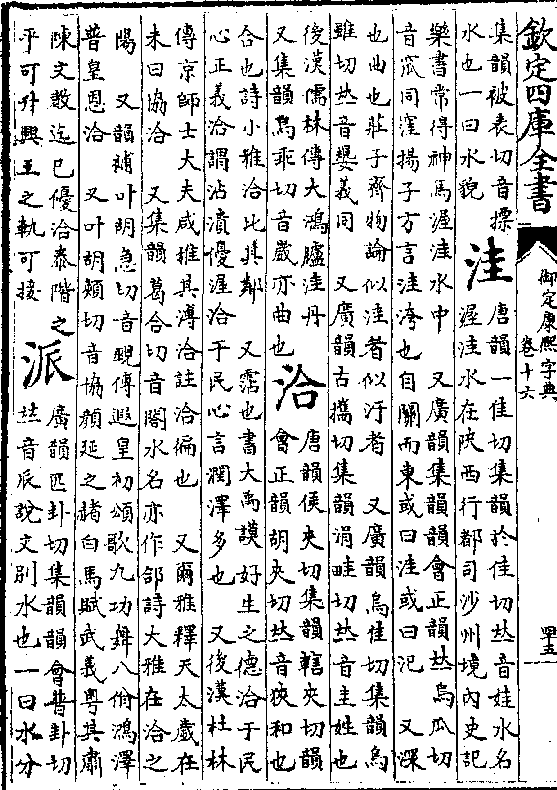 欽定四庫全書
御定康熙字典
卷十六
四十五
集韻被表切音摽
水也一曰水貌
洼
唐韻一佳切集韻於佳切𠀤音娃水名
渥洼水在陜西行都司沙州境內史記
樂書常得神馬渥洼水中　又廣韻集韻韻會正韻𠀤烏瓜切
音窊同窪揚子方言洼洿也自關而東或曰洼或曰汜　又深
也曲也莊子齊物論似洼者似汙者　又廣韻烏佳切集韻烏
雖切𠀤音嬰義同　又廣韻古攜切集韻涓畦切𠀤音圭姓也
後漢儒林傳大鴻臚洼丹
又集韻烏乖切音崴亦曲也
洽
唐韻侯夾切集韻轄夾切韻
會正韻胡夾切𠀤音狹和也
合也詩小雅洽比其鄰　又霑也書大禹謨好生之德洽于民
心正義洽謂沾漬優渥洽于民心言潤澤多也　又後漢杜林
傳京師士大夫咸推其溥洽註洽徧也　又爾雅釋天太歲在
未曰協洽　又集韻葛合切音閤水名亦作郃詩大雅在洽之
陽　又韻補叶胡急切音觋傅遐皇初頌歌九功舞八佾鴻澤
普皇恩洽　又叶胡頰切音協顏延之赭白馬賦武義粵其肅
陳文敎迄已優洽泰階之
平可升興王之軌可接
派
廣韻匹卦切集韻韻會普卦切
𠀤音𠂢說文別水也一曰水分